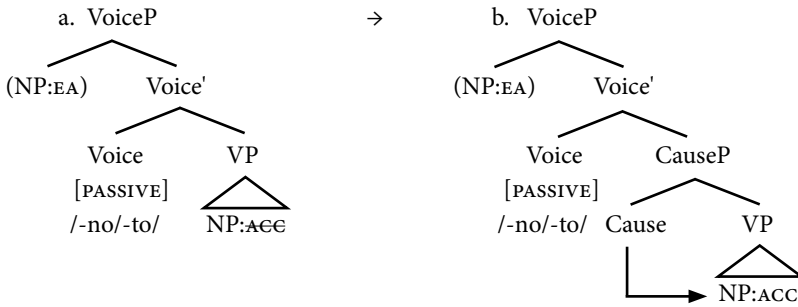 a. VoiceP → b. VoiceP
(NP:EA) Voice' (NP:EA) Voice'
Voice VP Voice CauseP
[PASSIVE] [PASSIVE]
/-no/-to/ NP:ACC /-no/-to/ Cause VP
NP:ACC